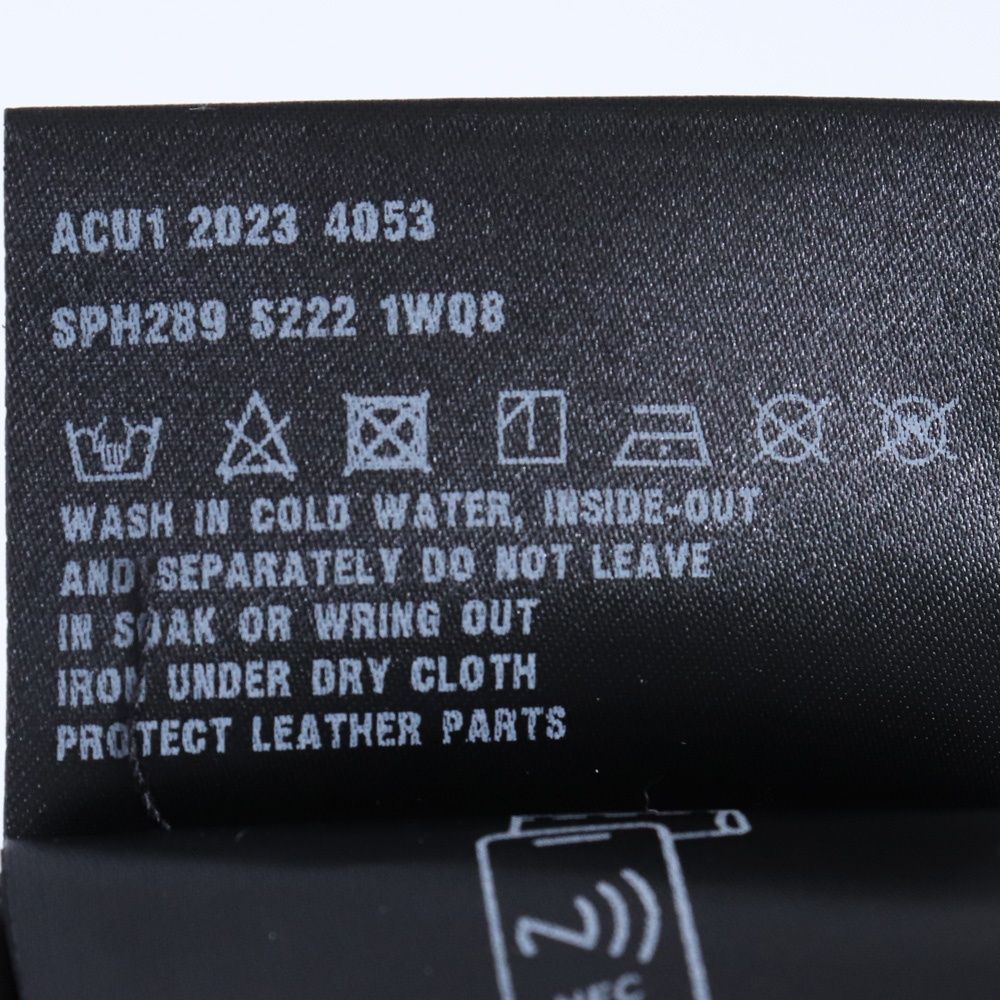 ACU1 2023 4053
SPH289 S222 1WQ8
WASH IN COLD WATER, INSIDE-OUT
AND SEPARATELY DO NOT LEAVE
IN SOAK OR WRING OUT
IRON UNDER DRY CLOTH
PROTECT LEATHER PARTS
NFC